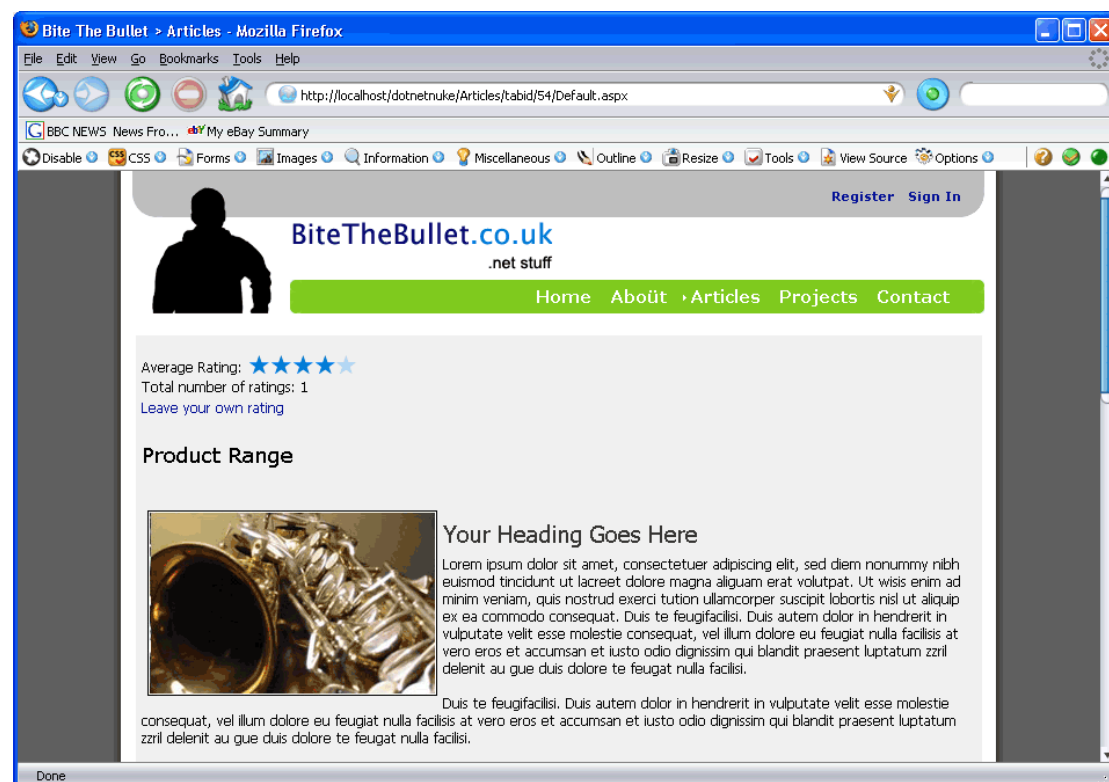 Bite The Bullet > Articles - Mozilla Firefox
File Edit View Go Bookmarks Tools Help
http://localhost/dotnetnuke/Articles/tabid/54/Default.aspx
G BBC NEWS News Fro... ebY My eBay Summary
Disable CSS Forms Images Information Miscellaneous Outline Resize Tools View Source Options
Register Sign In
BiteTheBullet.co.uk
.net stuff
Home Aboüt Articles Projects Contact
Average Rating:
Total number of ratings: 1
Leave your own rating
Product Range
Your Heading Goes Here
Lorem ipsum dolor sit amet, consectetuer adipiscing elit, sed diem nonummy nibh
euismod tincidunt ut lacreet dolore magna aliguam erat volutpat. Ut wisis enim ad
minim veniam, quis nostrud exerci tution ullamcorper suscipit lobortis nisl ut aliquip
ex ea commodo consequat. Duis te feugifacilisi. Duis autem dolor in hendrerit in
vulputate velit esse molestie consequat, vel illum dolore eu feugiat nulla facilisis at
vero eros et accumsan et iusto odio dignissim qui blandit praesent luptatum zzril
delenit au gue duis dolore te feugat nulla facilisi.
Duis te feugifacilisi. Duis autem dolor in hendrerit in vulputate velit esse molestie
consequat, vel illum dolore eu feugiat nulla facilisis at vero eros et accumsan et iusto odio dignissim qui blandit praesent luptatum
zzril delenit au gue duis dolore te feugat nulla facilisi.
Done